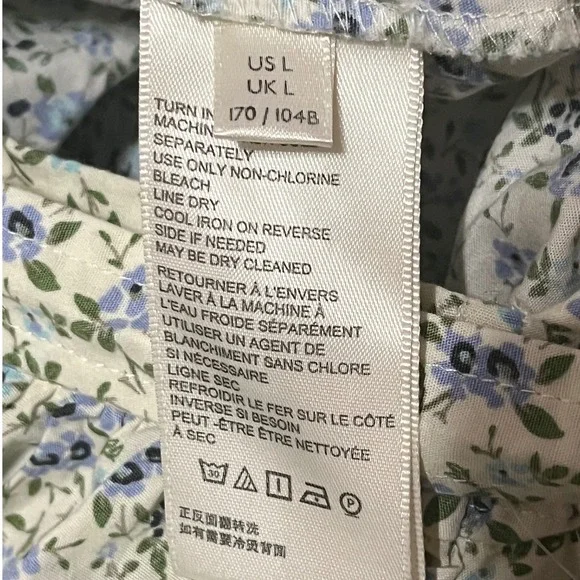 US L
UK L
170 / 104B
TURN IN
MACHIN
SEPARATELY
USE ONLY NON-CHLORINE
BLEACH
LINE DRY
COOL IRON ON REVERSE
SIDE IF NEEDED
MAY BE DRY CLEANED
RETOURNER À L'ENVERS
LAVER À LA MACHINE À
L'EAU FROIDE SÉPARÉMENT
UTILISER UN AGENT DE
BLANCHIMENT SANS CHLORE
SI NÉCESSAIRE
LIGNE SEC
REFROIDIR LE FER SUR LE CÔTÉ
INVERSE SI BESOIN
PEUT -ÊTRE ÊTRE NETTOYÉE
À SEC
30 P
正反面翻转洗
如有需要冷烫背面